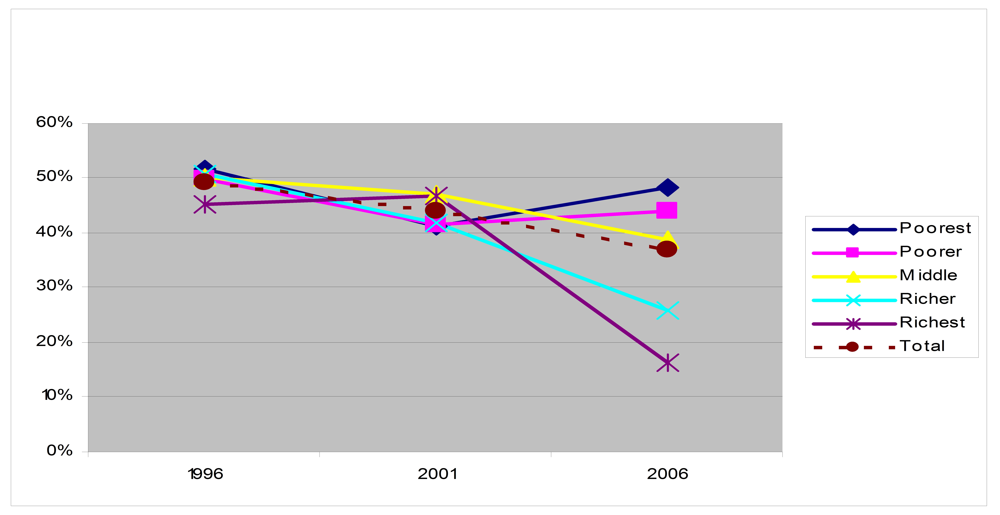 60%
50%
40%
30%
20%
10%
0%
1996
2001
2006
Poorest
Poorer
Middle
Richer
Richest
Total